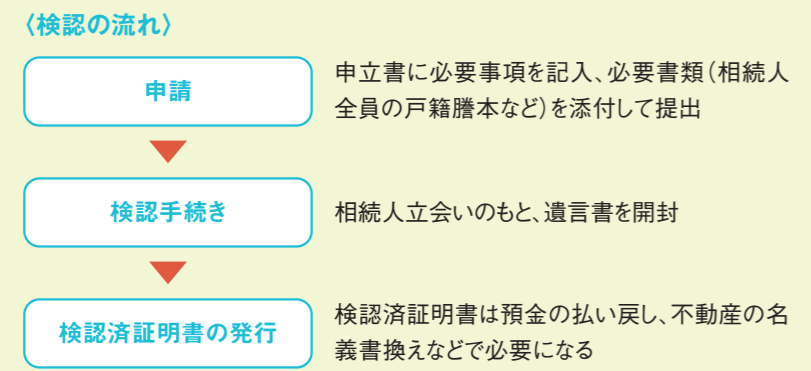 〈検認の流れ〉
申請
申立書に必要事項を記入、必要書類（相続人
全員の戸籍謄本など）を添付して提出
検認手続き
相続人立会いのもと、遺言書を開封
検認済証明書の発行
検認済証明書は預金の払い戻し、不動産の名
義書換えなどで必要になる